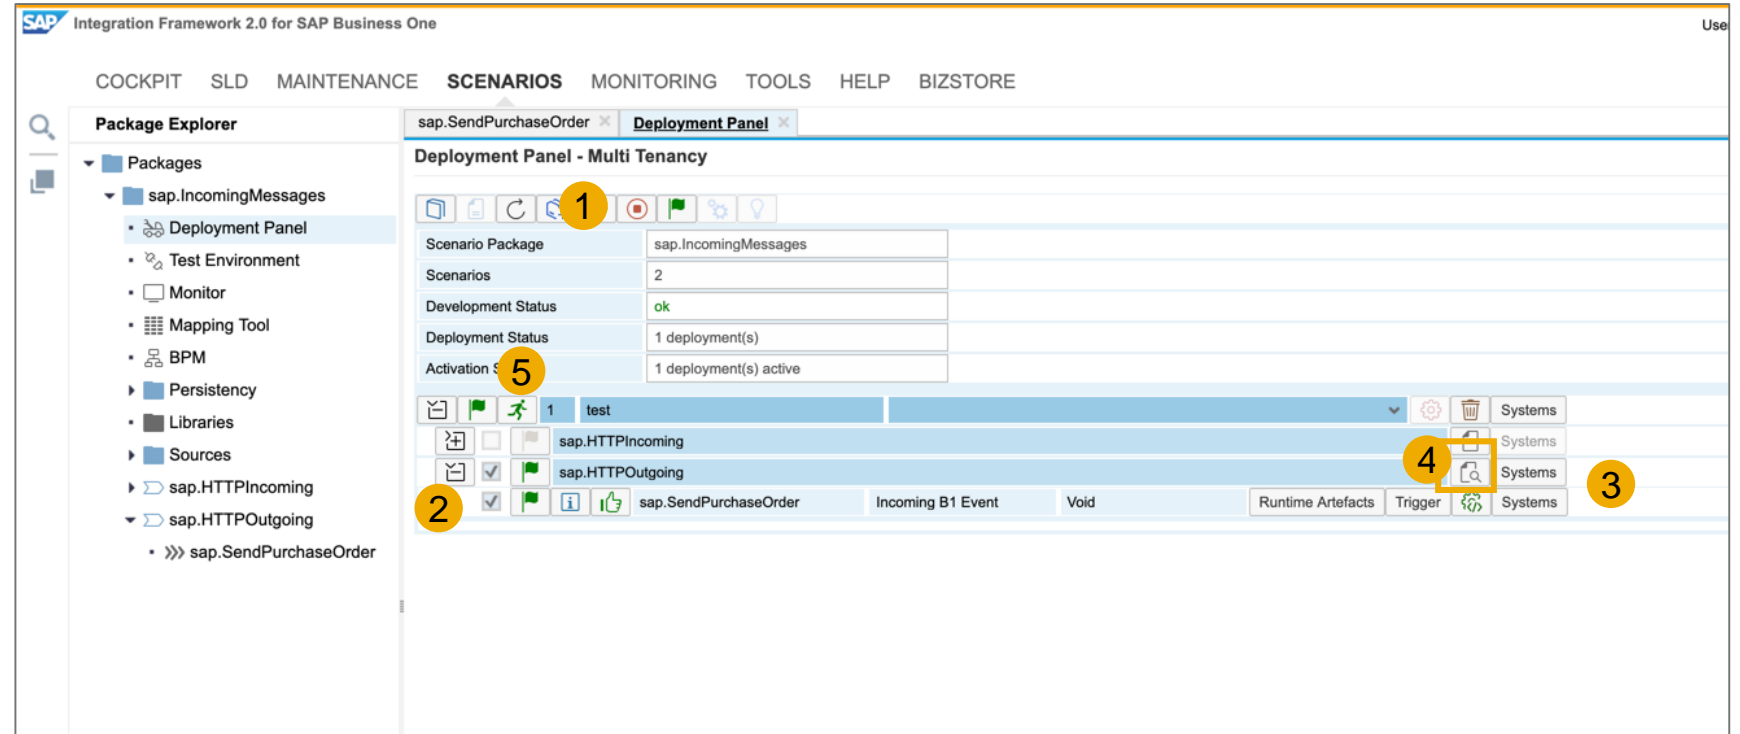 SAP Integration Framework 2.0 for SAP Business One
Use
COCKPIT SLD MAINTENANCE SCENARIOS MONITORING TOOLS HELP BIZSTORE
Package Explorer
Packages
sap.IncomingMessages
Deployment Panel
Test Environment
Monitor
Mapping Tool
BPM
Persistency
Libraries
Sources
sap.HTTPIncoming
sap.HTTPOutgoing
sap.SendPurchaseOrder
sap.SendPurchaseOrder Deployment Panel
Deployment Panel - Multi Tenancy
1
Scenario Package sap.IncomingMessages
Scenarios 2
Development Status ok
Deployment Status 1 deployment(s)
Activation S 1 deployment(s) active
5
1 test Systems
sap.HTTPIncoming Systems
4
sap.HTTPOutgoing Systems
3
2
sap.SendPurchaseOrder Incoming B1 Event Void Runtime Artefacts Trigger Systems